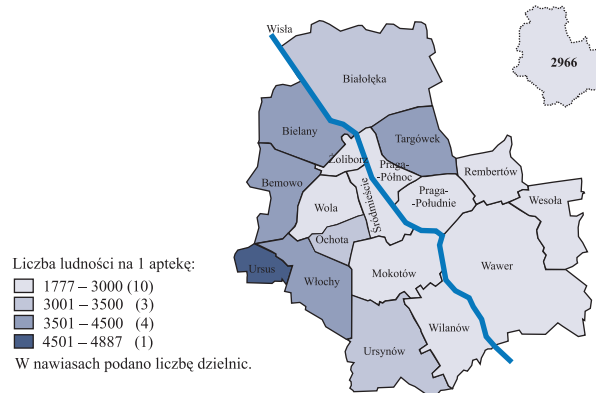 Wisła
Białołęka
2966
Bielany
Targówek
Żoliborz
Praga-
-Północ
Rembertów
Bemowo
Śródmieście
Praga-
-Południe
Wesoła
Wola
Ochota
Ursus
Włochy
Mokotów
Wawer
Wilanów
Ursynów
Liczba ludności na 1 aptekę:
1777 – 3000 (10)
3001 – 3500 (3)
3501 – 4500 (4)
4501 – 4887 (1)
W nawiasach podano liczbę dzielnic.